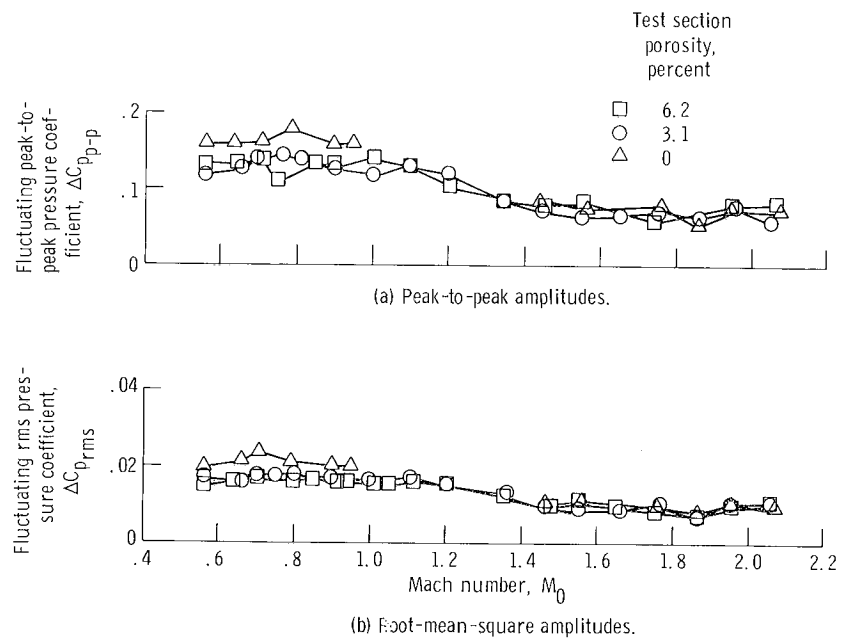 Test section
porosity,
percent
6.2
3.1
0
Fluctuating peak-to-
peak pressure coef-
ficient, ΔCpp-p
.2
.1
0
(a) Peak-to-peak amplitudes.
Fluctuating rms pres-
sure coefficient,
ΔCprms
.04
.02
0
.4 .6 .8 1.0 1.2 1.4 1.6 1.8 2.0 2.2
Mach number, M0
(b) Root-mean-square amplitudes.